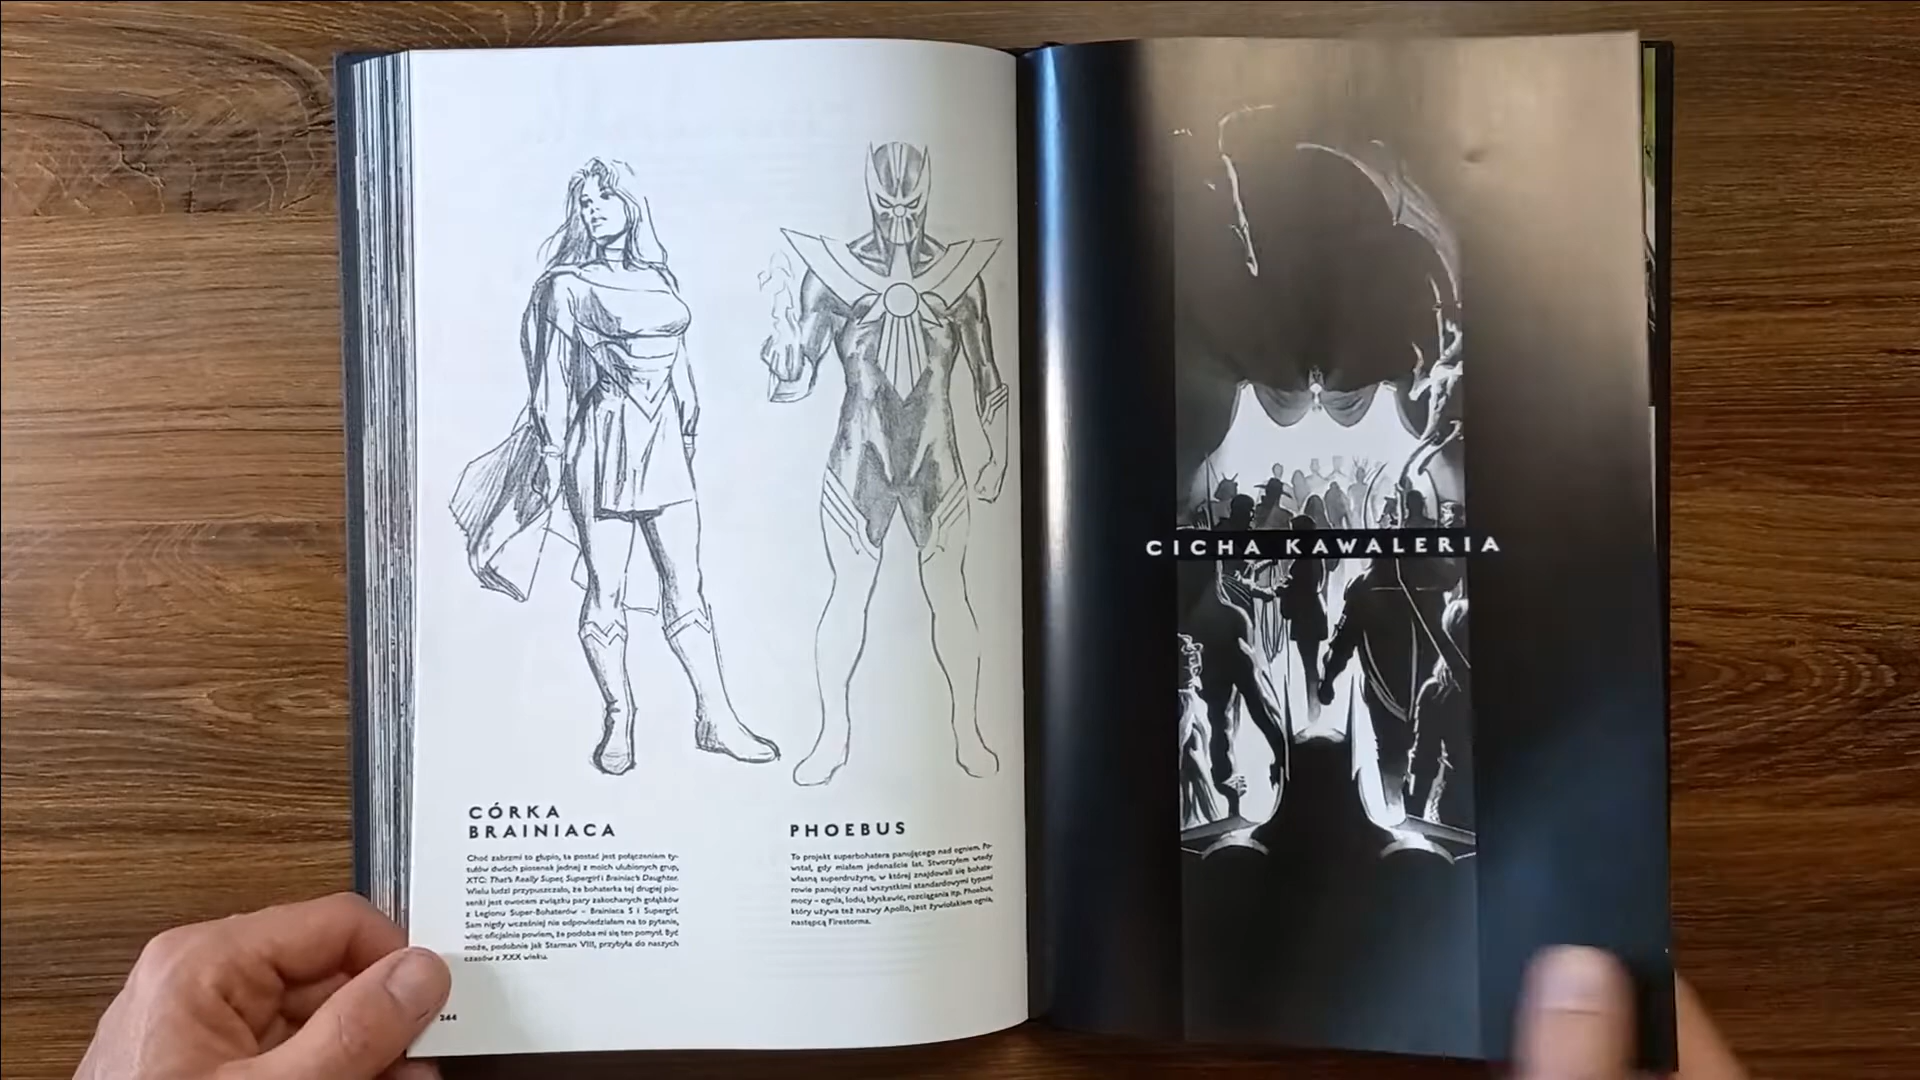 CÓRKA
BRAINIACA
Choć zabrzmi to głupio, ta postać jest połączeniem ty-
tułów dwóch piosenek jednej z moich ulubionych grup,
XTC: That's Really Super, Supergirl i Brainiac's Daughter.
Wielu ludzi przypuszczało, że bohaterka tej drugiej pio-
senki jest owocem związku pary zakochanych gołąbków
z Legionu Super-Bohaterów – Brainiaca 5 i Supergirl.
Sam nigdy wcześniej nie odpowiedziałem na to pytanie,
więc oficjalnie powiem, że podoba mi się ten pomysł. Być
może, podobnie jak Starman VIII, przybyła do naszych
czasów z XXX wieku.
244
PHOEBUS
To projekt superbohatera panującego nad ogniem. Po-
wstał, gdy miałem jedenaście lat. Stworzyłem wtedy
własną superdrużynę, w której znajdowali się bohate-
rowie panujący nad wszystkimi standardowymi typami
mocy – ognia, lodu, błyskawic, rozciągania itp. Phoebus,
który używa też nazwy Apollo, jest żywiołakiem ognia,
następcą Firestorma.
CICHA KAWALERIA